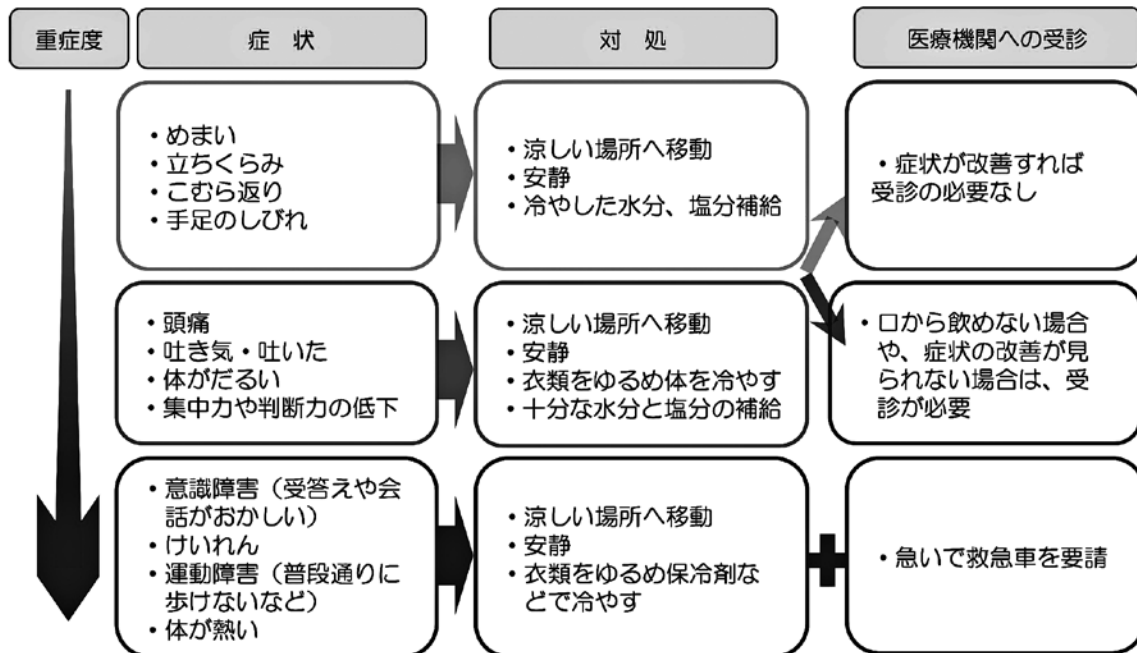 重症度
症　状
対　処
医療機関への受診
・めまい
・立ちくらみ
・こむら返り
・手足のしびれ
・涼しい場所へ移動
・安静
・冷やした水分、塩分補給
・症状が改善すれば
受診の必要なし
・頭痛
・吐き気・吐いた
・体がだるい
・集中力や判断力の低下
・涼しい場所へ移動
・安静
・衣類をゆるめ体を冷やす
・十分な水分と塩分の補給
・口から飲めない場合
や、症状の改善が見
られない場合は、受
診が必要
・意識障害（受答えや会
話がおかしい）
・けいれん
・運動障害（普段通りに
歩けないなど）
・体が熱い
・涼しい場所へ移動
・安静
・衣類をゆるめ保冷剤な
どで冷やす
・急いで救急車を要請